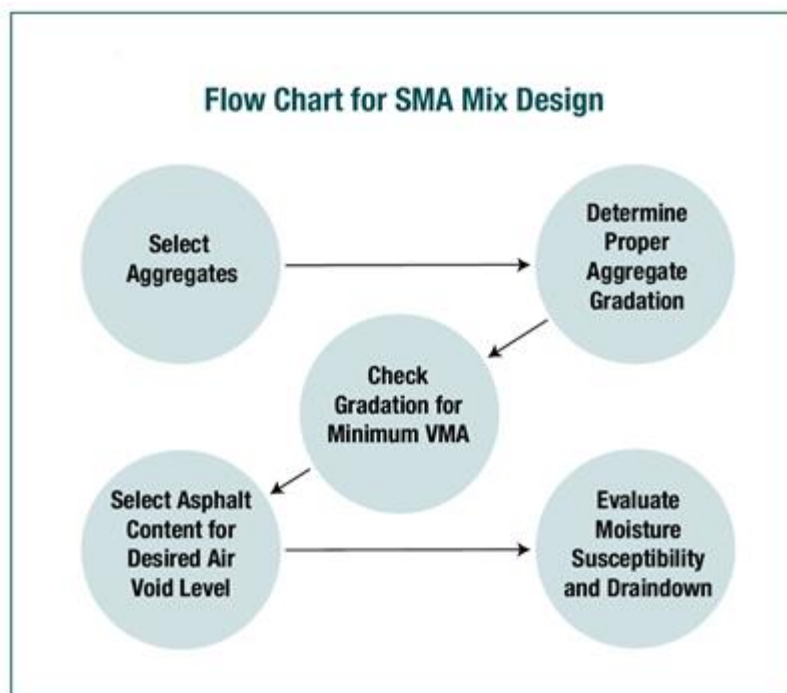 Flow Chart for SMA Mix Design
Select
Aggregates
Determine
Proper
Aggregate
Gradation
Check
Gradation for
Minimum VMA
Select Asphalt
Content for
Desired Air
Void Level
Evaluate
Moisture
Susceptibility
and Draindown